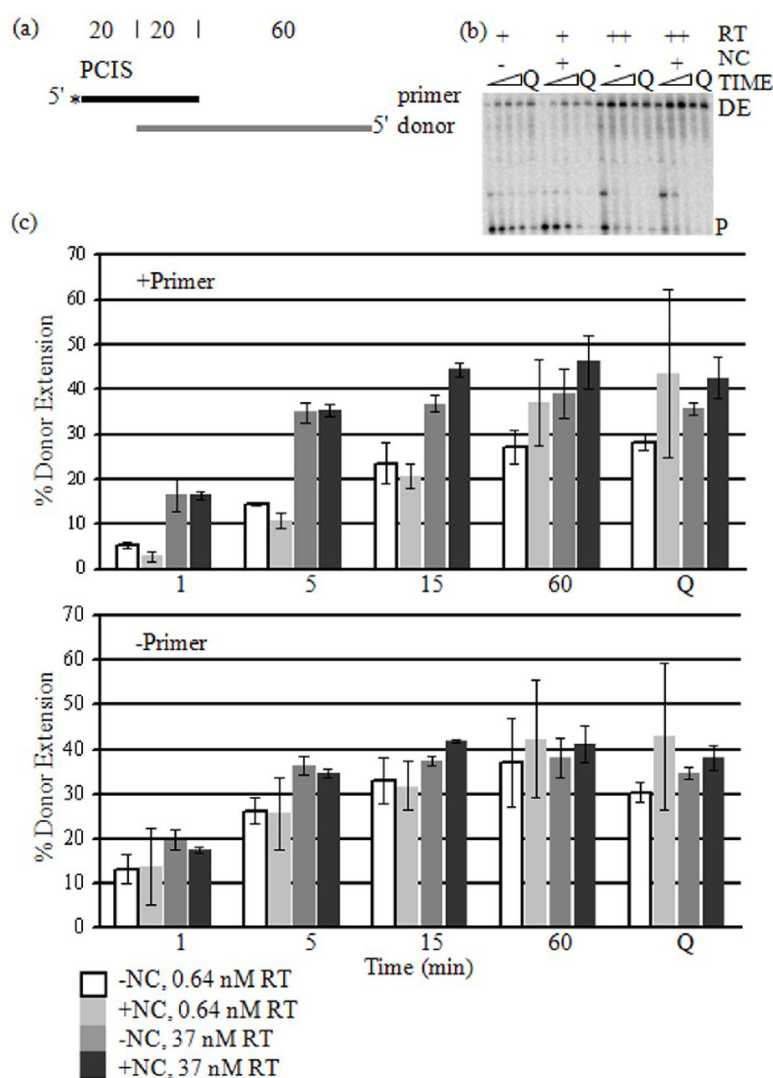 (a)
20 | 20 | 60
PCIS
5' * primer
5' donor
(b)
+ + ++ ++ RT
- + - + NC
Q Q Q Q TIME
DE
P
(c)
+Primer
% Donor Extension
70
60
50
40
30
20
10
0
1 5 15 60 Q
-Primer
% Donor Extension
70
60
50
40
30
20
10
0
1 5 15 60 Q
Time (min)
-NC, 0.64 nM RT
+NC, 0.64 nM RT
-NC, 37 nM RT
+NC, 37 nM RT